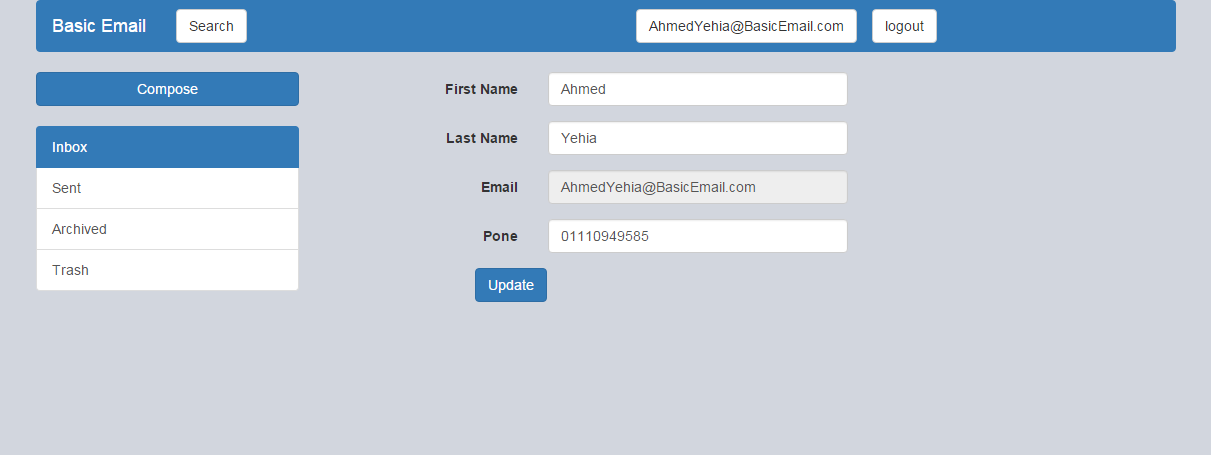 Basic Email Search AhmedYehia@BasicEmail.com logout
Compose
Inbox
Sent
Archived
Trash
First Name Ahmed
Last Name Yehia
Email AhmedYehia@BasicEmail.com
Pone 01110949585
Update